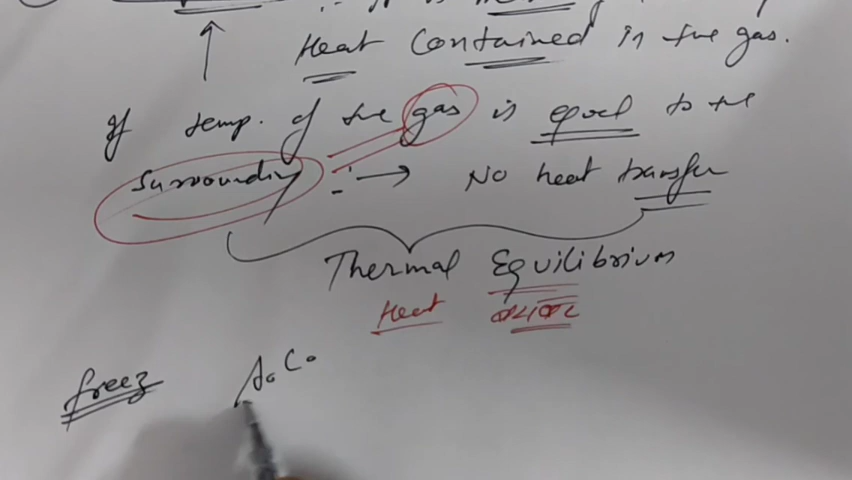 Heat Contained in the gas.
If temp. of the gas is equal to the
Surrounding :- → No heat transfer
Thermal Equilibrium
Heat
freez A.C.